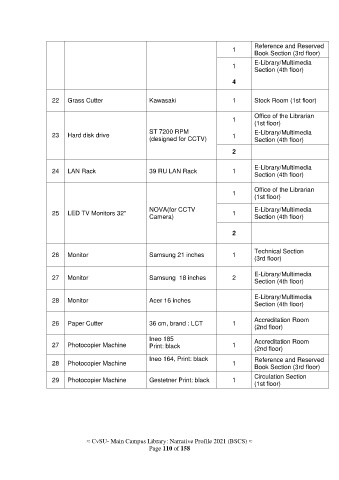 1 Reference and Reserved
Book Section (3rd floor)
1 E-Library/Multimedia
Section (4th floor)
4
22 Grass Cutter Kawasaki 1 Stock Room (1st floor)
23 Hard disk drive ST 7200 RPM
(designed for CCTV)
1 Office of the Librarian
(1st floor)
1 E-Library/Multimedia
Section (4th floor)
2
24 LAN Rack 39 RU LAN Rack 1 E-Library/Multimedia
Section (4th floor)
25 LED TV Monitors 32" NOVA(for CCTV
Camera)
1 Office of the Librarian
(1st floor)
1 E-Library/Multimedia
Section (4th floor)
2
26 Monitor Samsung 21 inches 1 Technical Section
(3rd floor)
27 Monitor Samsung 18 inches 2 E-Library/Multimedia
Section (4th floor)
28 Monitor Acer 16 Inches E-Library/Multimedia
Section (4th floor)
26 Paper Cutter 36 cm, brand : LCT 1 Accreditation Room
(2nd floor)
27 Photocopier Machine Ineo 185
Print: black
1 Accreditation Room
(2nd floor)
28 Photocopier Machine Ineo 164, Print: black 1 Reference and Reserved
Book Section (3rd floor)
29 Photocopier Machine Gestetner Print: black 1 Circulation Section
(1st floor)
= CvSU- Main Campus Library: Narrative Profile 2021 (BSCS) =
Page 110 of 158